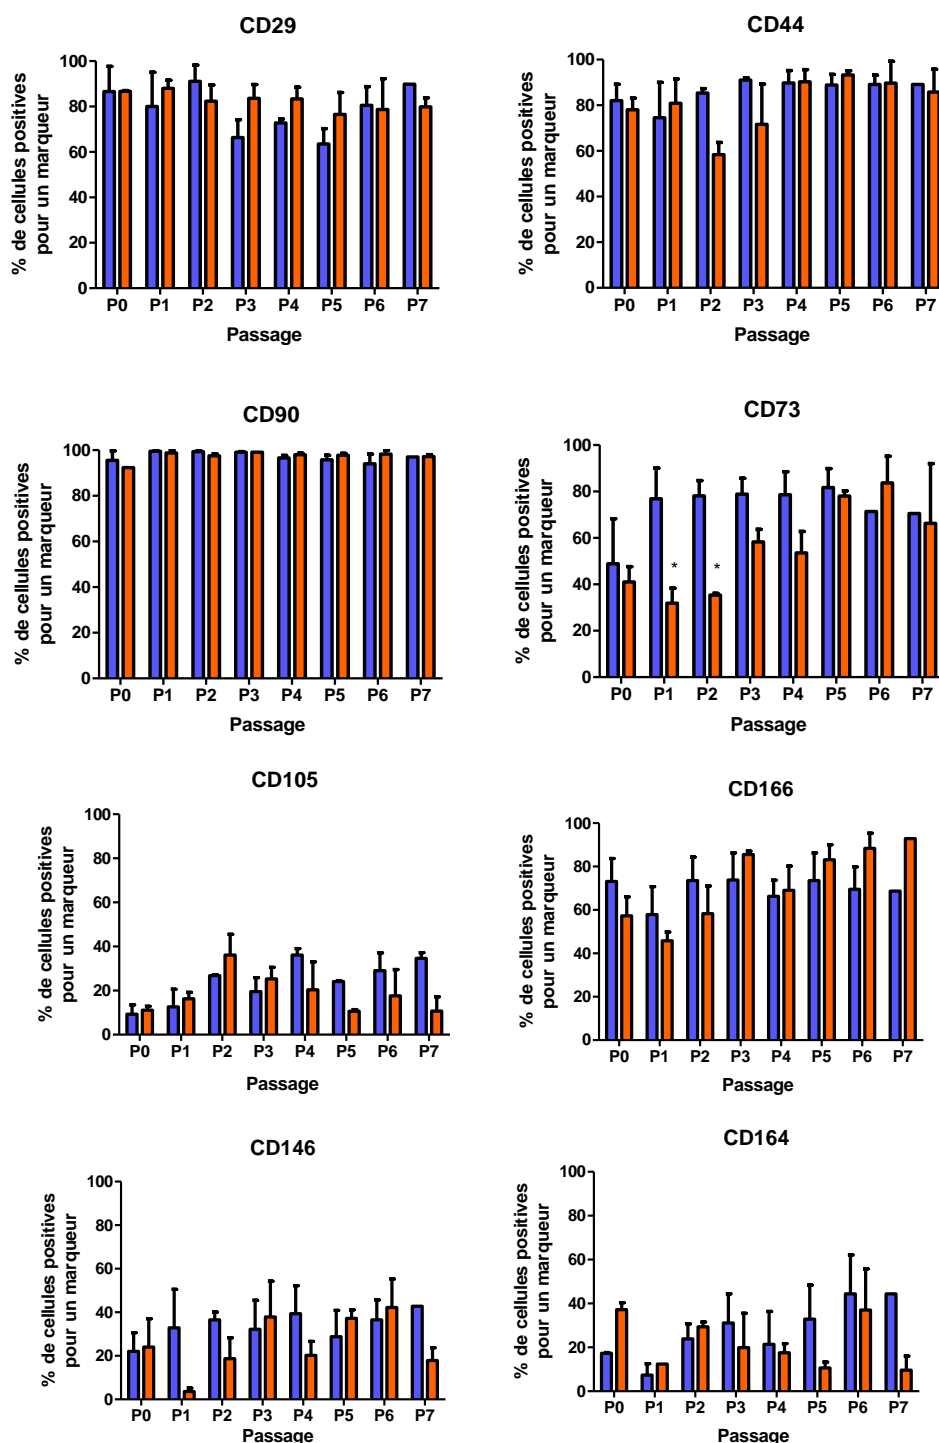 CD29
% de cellules positives
pour un marqueur
100
80
60
40
20
0
P0 P1 P2 P3 P4 P5 P6 P7
Passage
CD44
% de cellules positives
pour un marqueur
100
80
60
40
20
0
P0 P1 P2 P3 P4 P5 P6 P7
Passage
CD90
% de cellules positives
pour un marqueur
100
80
60
40
20
0
P0 P1 P2 P3 P4 P5 P6 P7
Passage
CD73
% de cellules positives
pour un marqueur
100
80
60
40
20
0
* *
P0 P1 P2 P3 P4 P5 P6 P7
Passage
CD105
% de cellules positives
pour un marqueur
100
80
60
40
20
0
P0 P1 P2 P3 P4 P5 P6 P7
Passage
CD166
% de cellules positives
pour un marqueur
100
80
60
40
20
0
P0 P1 P2 P3 P4 P5 P6 P7
Passage
CD146
% de cellules positives
pour un marqueur
100
80
60
40
20
0
P0 P1 P2 P3 P4 P5 P6 P7
Passage
CD164
% de cellules positives
pour un marqueur
100
80
60
40
20
0
P0 P1 P2 P3 P4 P5 P6 P7
Passage